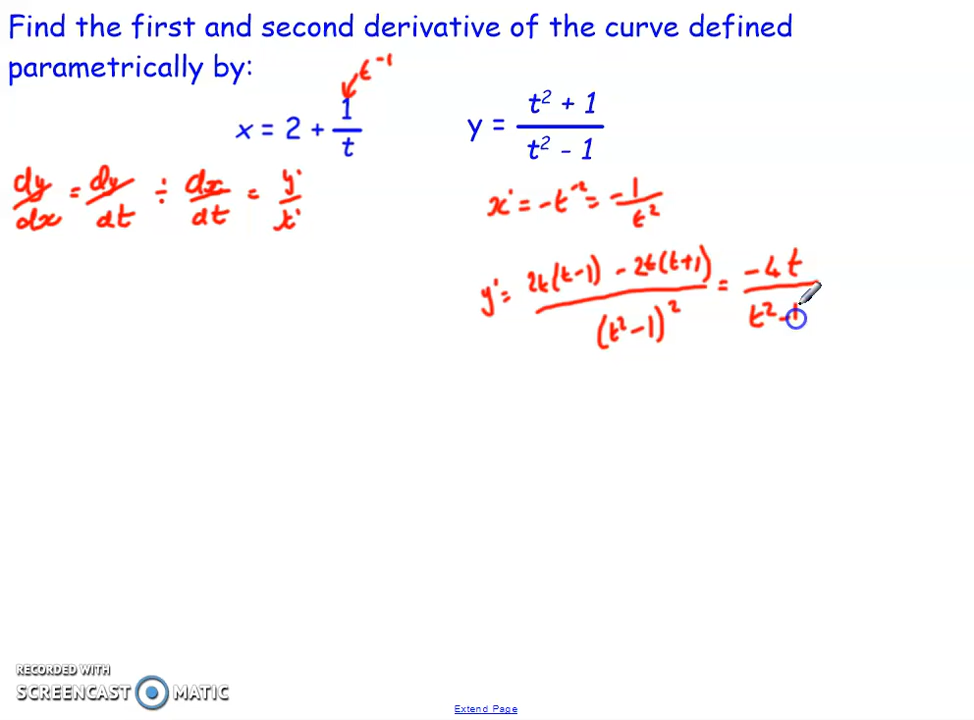 Find the first and second derivative of the curve defined
parametrically by:
t⁻¹
x = 2 + 1/t
y = (t² + 1)/(t² - 1)
dy/dx = dy/dt ÷ dx/dt = ẏ/ẋ
ẋ = -t⁻² = -1/t²
ẏ = (2t(t-1) - 2t(t+1))/(t²-1)² = -4t/(t²-1
RECORDED WITH
SCREENCAST MATIC
Extend Page